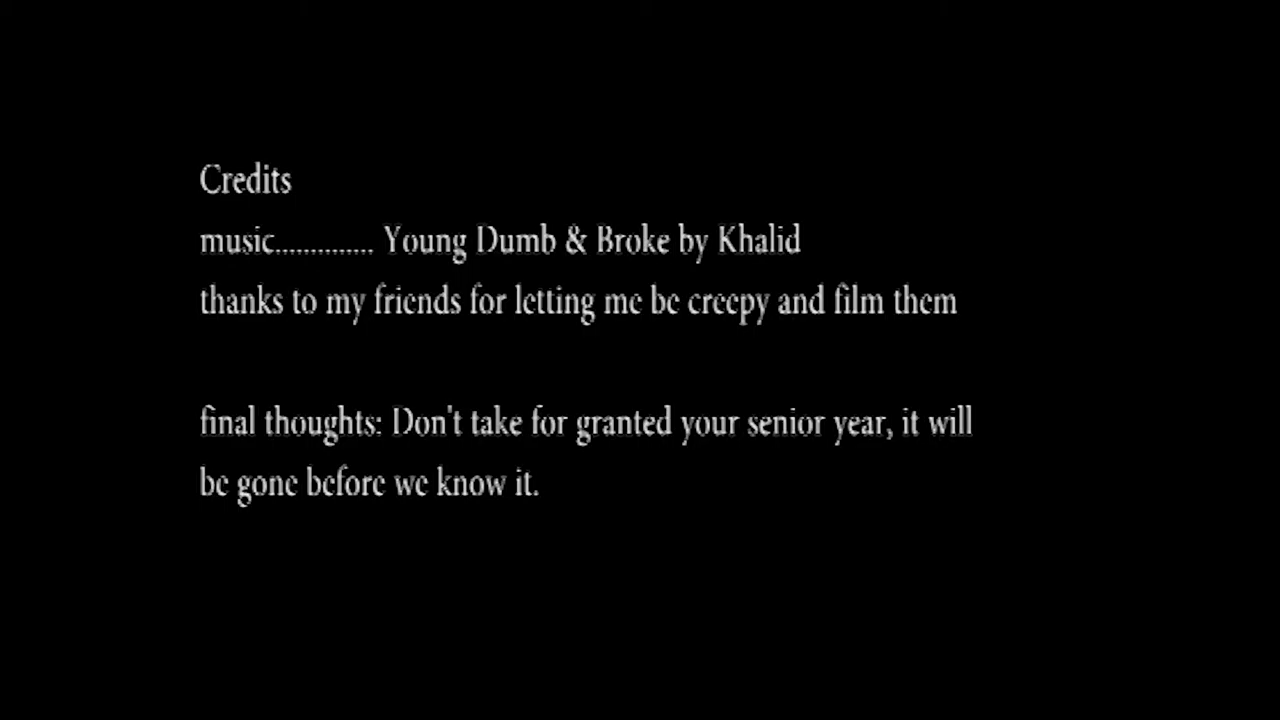 Credits
music.............. Young Dumb & Broke by Khalid
thanks to my friends for letting me be creepy and film them
final thoughts: Don't take for granted your senior year, it will
be gone before we know it.